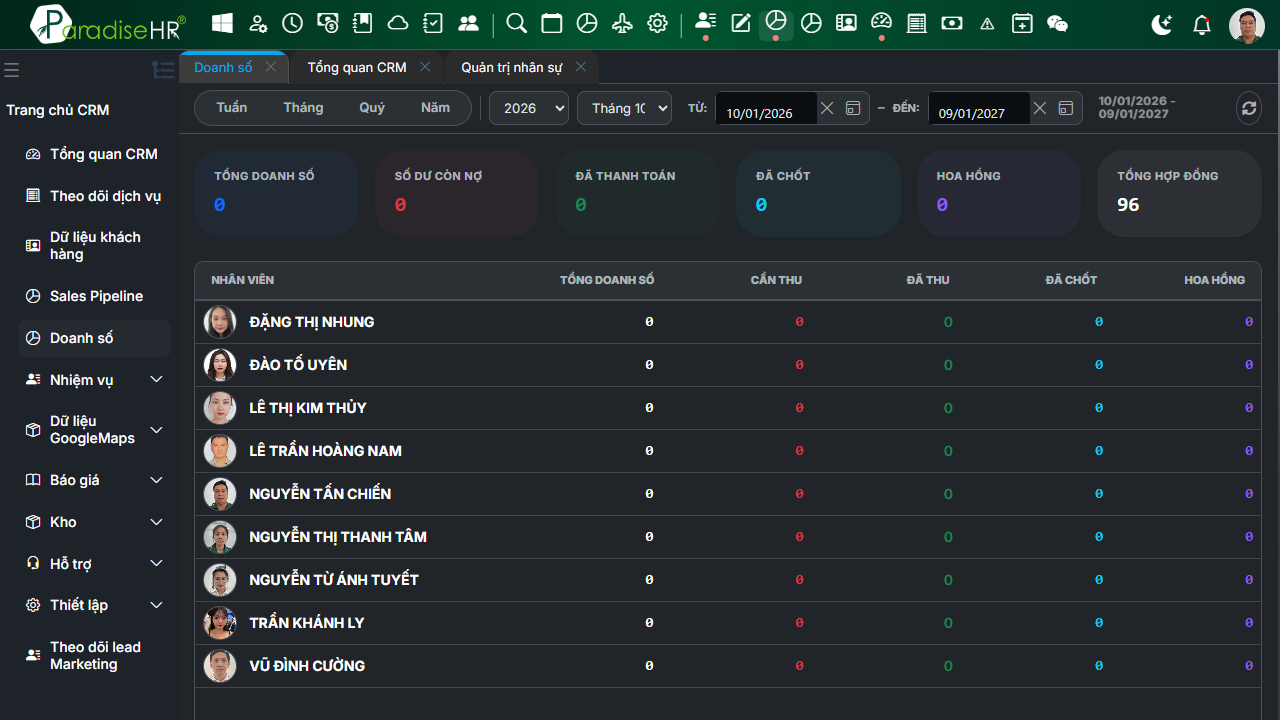 ParadiseHR®
Doanh số
Tổng quan CRM
Quản trị nhân sự
Trang chủ CRM
Tổng quan CRM
Theo dõi dịch vụ
Dữ liệu khách
hàng
Sales Pipeline
Doanh số
Nhiệm vụ
Dữ liệu
GoogleMaps
Báo giá
Kho
Hỗ trợ
Thiết lập
Theo dõi lead
Marketing
Tuần Tháng Quý Năm 2026 Tháng 10 TỪ: 10/01/2026 – ĐẾN: 09/01/2027
10/01/2026 -
09/01/2027
TỔNG DOANH SỐ
0
SỐ DƯ CÒN NỢ
0
ĐÃ THANH TOÁN
0
ĐÃ CHỐT
0
HOA HỒNG
0
TỔNG HỢP ĐỒNG
96
NHÂN VIÊN TỔNG DOANH SỐ CẦN THU ĐÃ THU ĐÃ CHỐT HOA HỒNG
ĐẶNG THỊ NHUNG 0 0 0 0 0
ĐÀO TỐ UYÊN 0 0 0 0 0
LÊ THỊ KIM THỦY 0 0 0 0 0
LÊ TRẦN HOÀNG NAM 0 0 0 0 0
NGUYỄN TẤN CHIẾN 0 0 0 0 0
NGUYỄN THỊ THANH TÂM 0 0 0 0 0
NGUYỄN TỪ ÁNH TUYẾT 0 0 0 0 0
TRẦN KHÁNH LY 0 0 0 0 0
VŨ ĐÌNH CƯỜNG 0 0 0 0 0